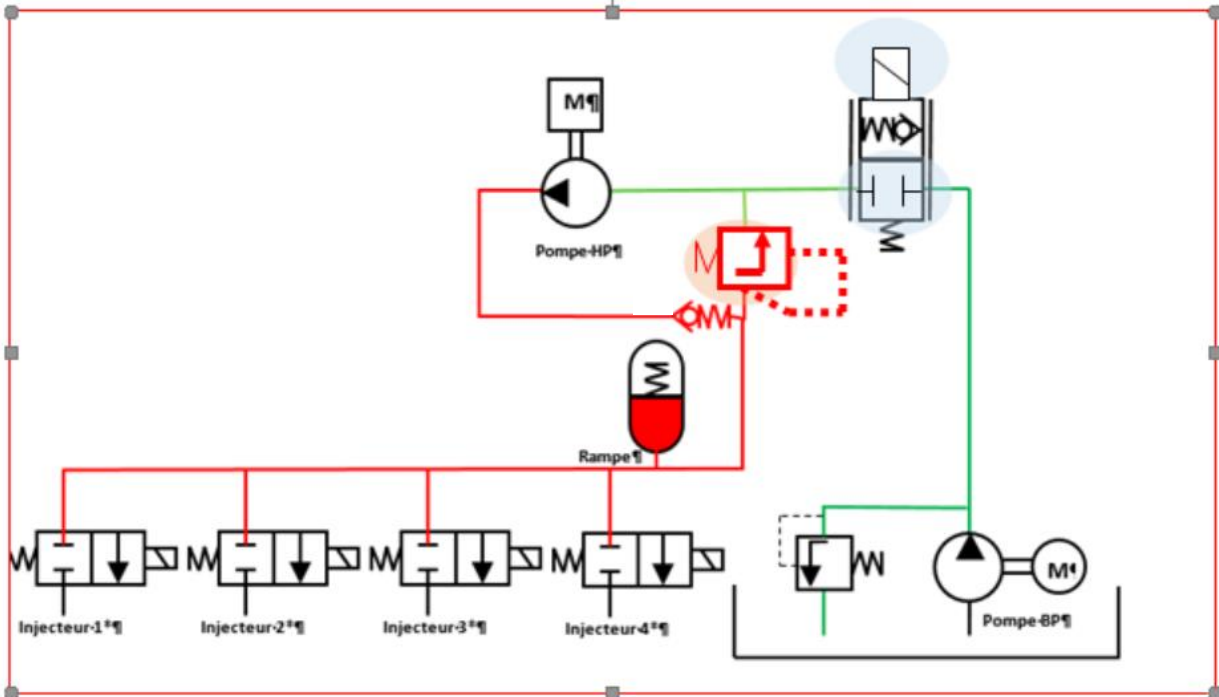 M¶
Pompe·HP¶
Rampe¶
M¶
Pompe·BP¶
Injecteur·1*¶
Injecteur·2*¶
Injecteur·3*¶
Injecteur·4*¶